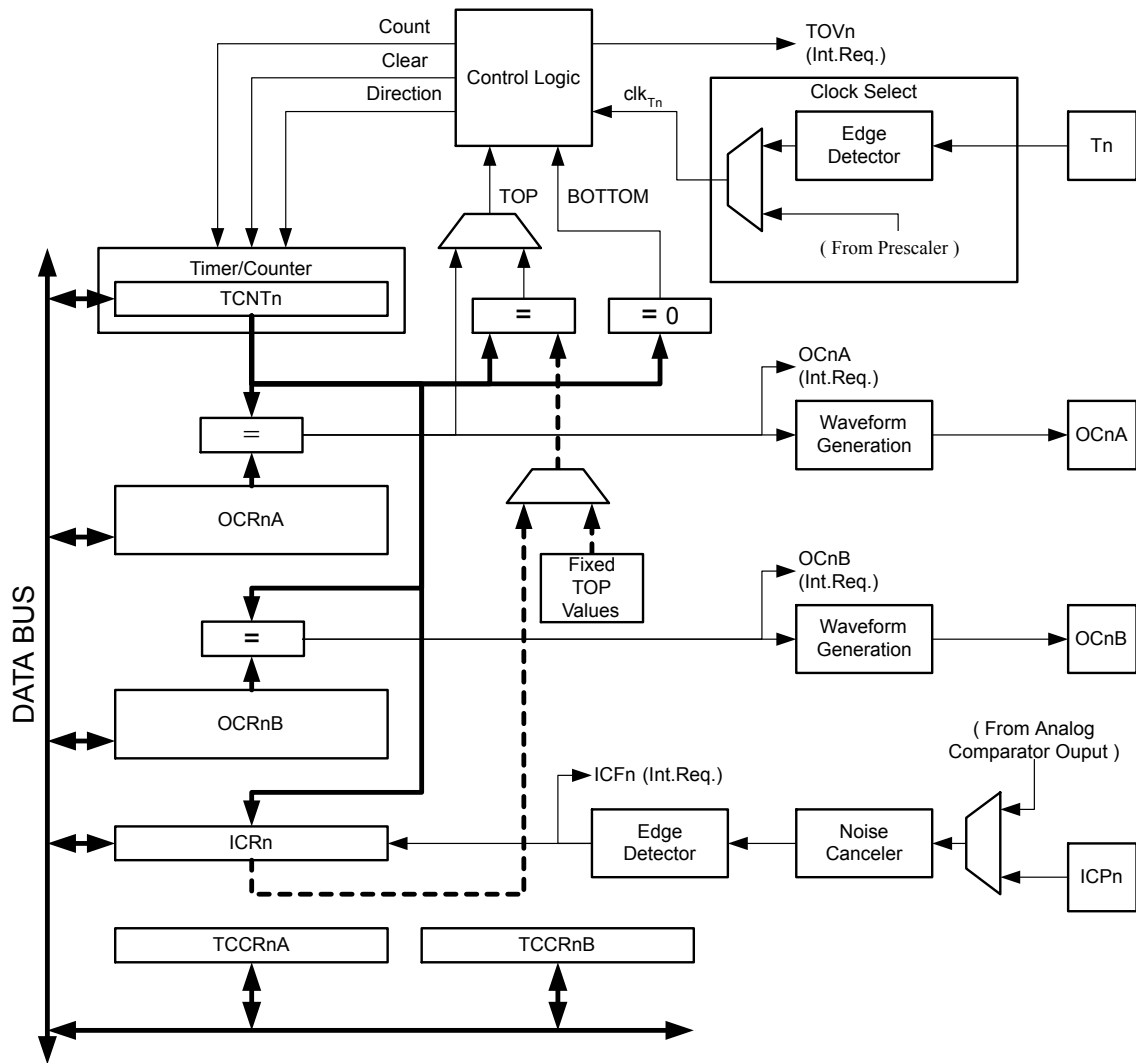 Count
Clear
Direction
Control Logic
TOVn
(Int.Req.)
clkTn
Clock Select
Edge
Detector
Tn
TOP
BOTTOM
( From Prescaler )
Timer/Counter
TCNTn
=
= 0
OCnA
(Int.Req.)
=
Waveform
Generation
OCnA
OCRnA
Fixed
TOP
Values
OCnB
(Int.Req.)
=
Waveform
Generation
OCnB
DATA BUS
OCRnB
( From Analog
Comparator Ouput )
ICFn (Int.Req.)
ICRn
Edge
Detector
Noise
Canceler
ICPn
TCCRnA
TCCRnB